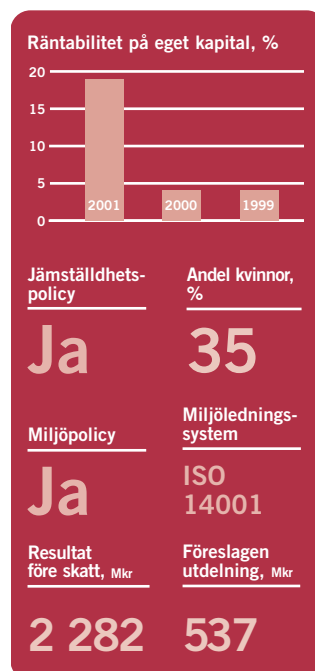 Räntabilitet på eget kapital, %
20
15
10
5
0
2001
2000
1999
Jämställdhets-
policy
Ja
Andel kvinnor,
%
35
Miljöpolicy
Ja
Miljölednings-
system
ISO
14001
Resultat
före skatt, Mkr
2 282
Föreslagen
utdelning, Mkr
537